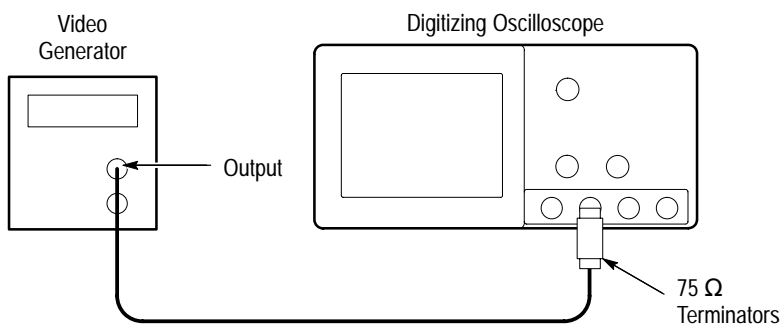 Video
Generator
Digitizing Oscilloscope
Output
75 Ω
Terminators